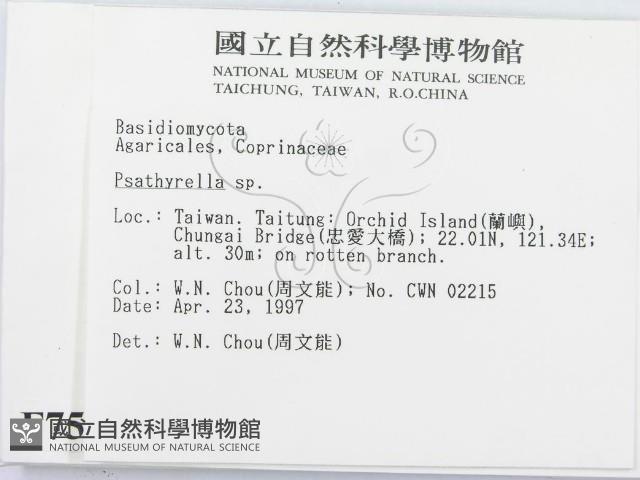 國立自然科學博物館
NATIONAL MUSEUM OF NATURAL SCIENCE
TAICHUNG, TAIWAN, R.O.CHINA
Basidiomycota
Agaricales, Coprinaceae
Psathyrella sp.
Loc.: Taiwan. Taitung: Orchid Island(蘭嶼),
Chungai Bridge(忠愛大橋); 22.01N, 121.34E;
alt. 30m; on rotten branch.
Col.: W.N. Chou(周文能); No. CWN 02215
Date: Apr. 23, 1997
Det.: W.N. Chou(周文能)
國立自然科學博物館
NATIONAL MUSEUM OF NATURAL SCIENCE